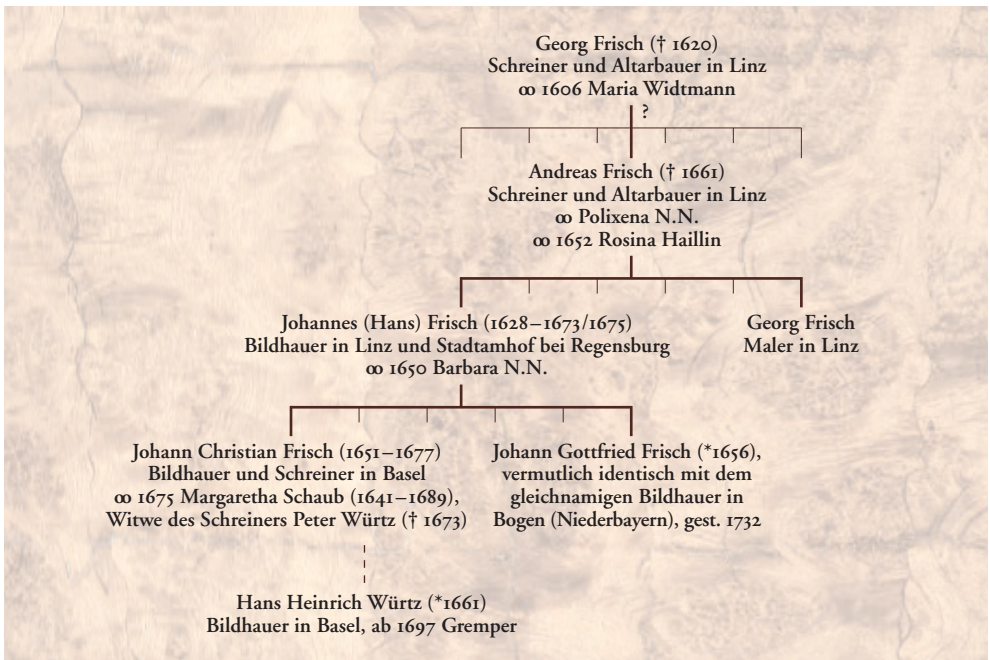 Georg Frisch († 1620)
Schreiner und Altarbauer in Linz
∞ 1606 Maria Widtmann
?
Andreas Frisch († 1661)
Schreiner und Altarbauer in Linz
∞ Polixena N.N.
∞ 1652 Rosina Haillin
Johannes (Hans) Frisch (1628–1673/1675)
Bildhauer in Linz und Stadtamhof bei Regensburg
∞ 1650 Barbara N.N.
Georg Frisch
Maler in Linz
Johann Christian Frisch (1651–1677)
Bildhauer und Schreiner in Basel
∞ 1675 Margaretha Schaub (1641–1689),
Witwe des Schreiners Peter Würtz († 1673)
Johann Gottfried Frisch (*1656),
vermutlich identisch mit dem
gleichnamigen Bildhauer in
Bogen (Niederbayern), gest. 1732
Hans Heinrich Würtz (*1661)
Bildhauer in Basel, ab 1697 Gremper